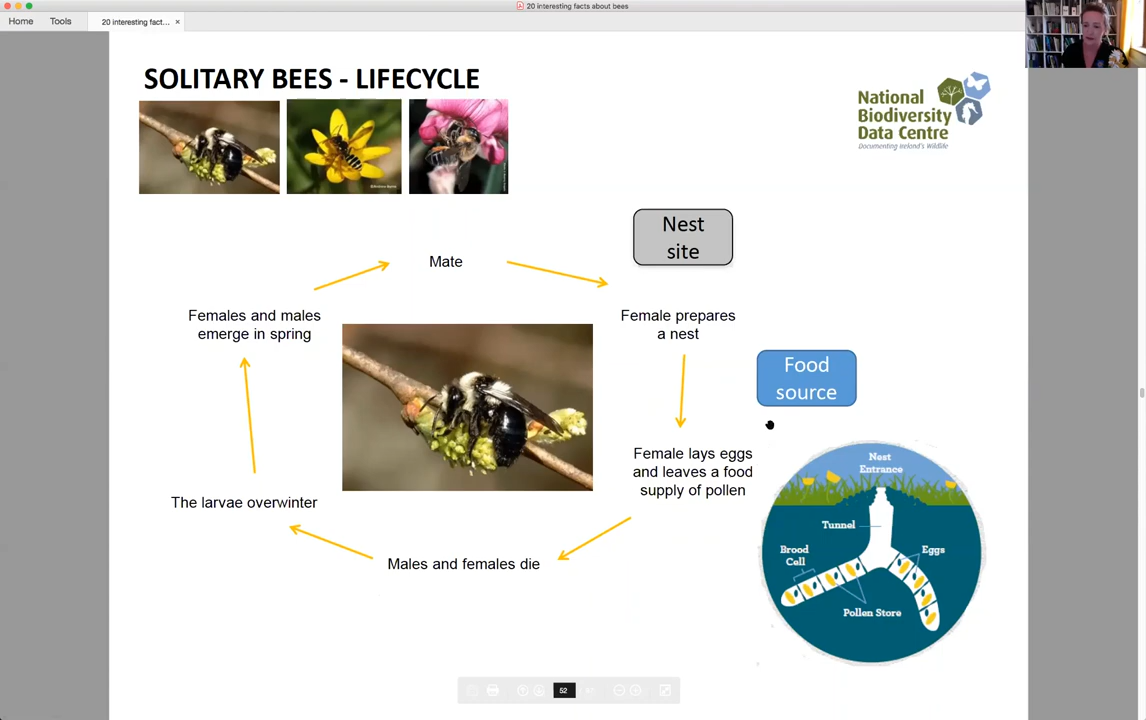 20 interesting facts about bees
Home
Tools
20 interesting fact...
SOLITARY BEES - LIFECYCLE
National
Biodiversity
Data Centre
Documenting Ireland's Wildlife
Nest
site
Mate
Females and males
emerge in spring
Female prepares
a nest
Food
source
Female lays eggs
and leaves a food
supply of pollen
The larvae overwinter
Males and females die
Nest
Entrance
Tunnel
Brood
Cell
Eggs
Pollen Store
52